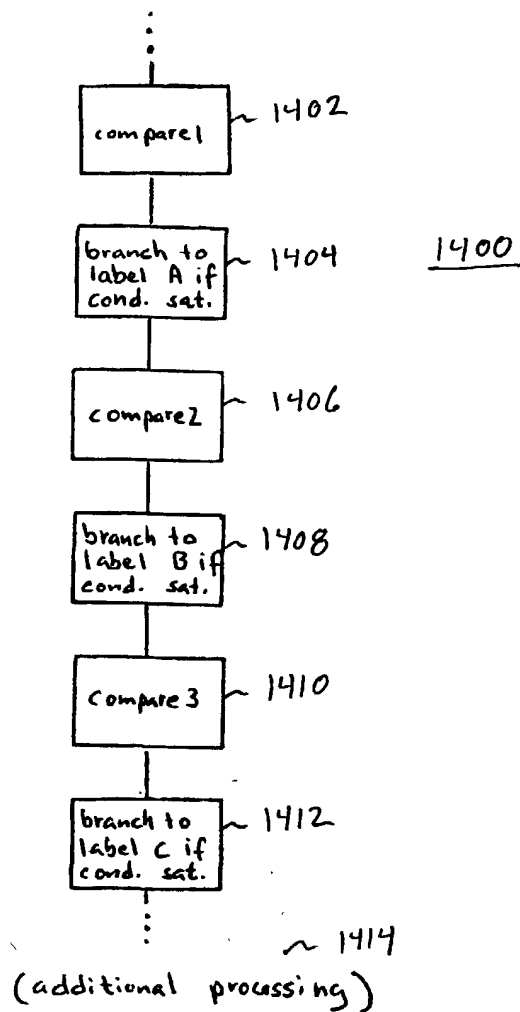 compare1
1402
branch to
label A if
cond. sat.
1404
1400
compare2
1406
branch to
label B if
cond. sat.
1408
compare3
1410
branch to
label C if
cond. sat.
1412
1414
(additional processing)